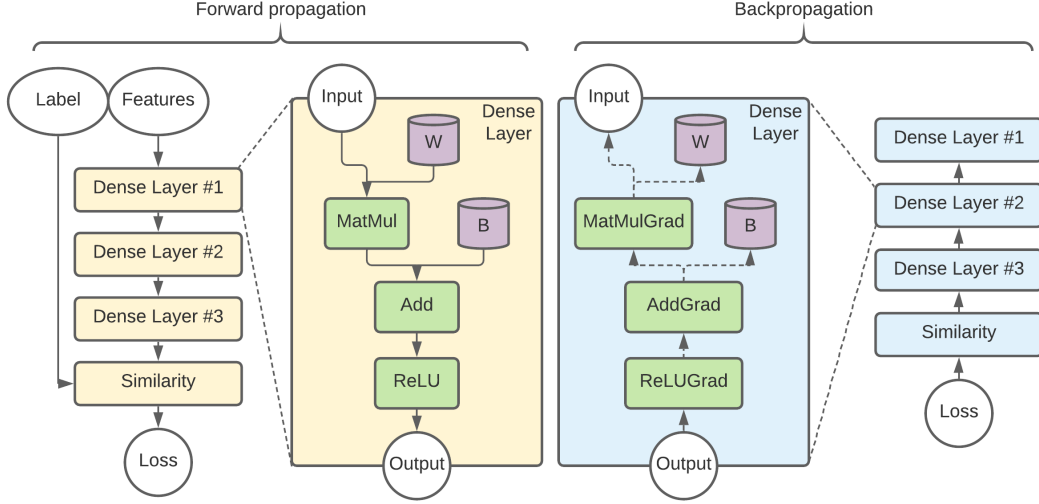 Forward propagation
Backpropagation
Label
Features
Dense Layer #1
Dense Layer #2
Dense Layer #3
Similarity
Loss
Input
Dense
Layer
W
MatMul
B
Add
ReLU
Output
Input
Dense
Layer
W
MatMulGrad
B
AddGrad
ReLUGrad
Output
Dense Layer #1
Dense Layer #2
Dense Layer #3
Similarity
Loss